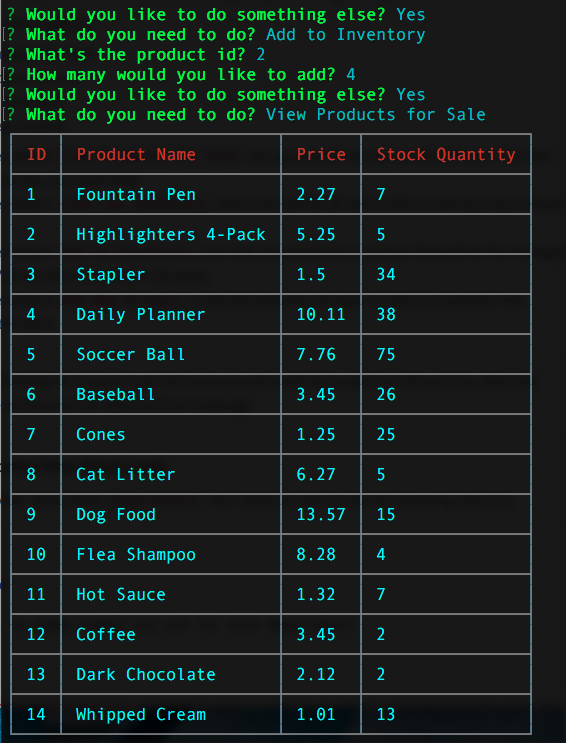 ? Would you like to do something else? Yes
[? What do you need to do? Add to Inventory
? What's the product id? 2
[? How many would you like to add? 4
? Would you like to do something else? Yes
[? What do you need to do? View Products for Sale
ID Product Name Price Stock Quantity
1 Fountain Pen 2.27 7
2 Highlighters 4-Pack 5.25 5
3 Stapler 1.5 34
4 Daily Planner 10.11 38
5 Soccer Ball 7.76 75
6 Baseball 3.45 26
7 Cones 1.25 25
8 Cat Litter 6.27 5
9 Dog Food 13.57 15
10 Flea Shampoo 8.28 4
11 Hot Sauce 1.32 7
12 Coffee 3.45 2
13 Dark Chocolate 2.12 2
14 Whipped Cream 1.01 13